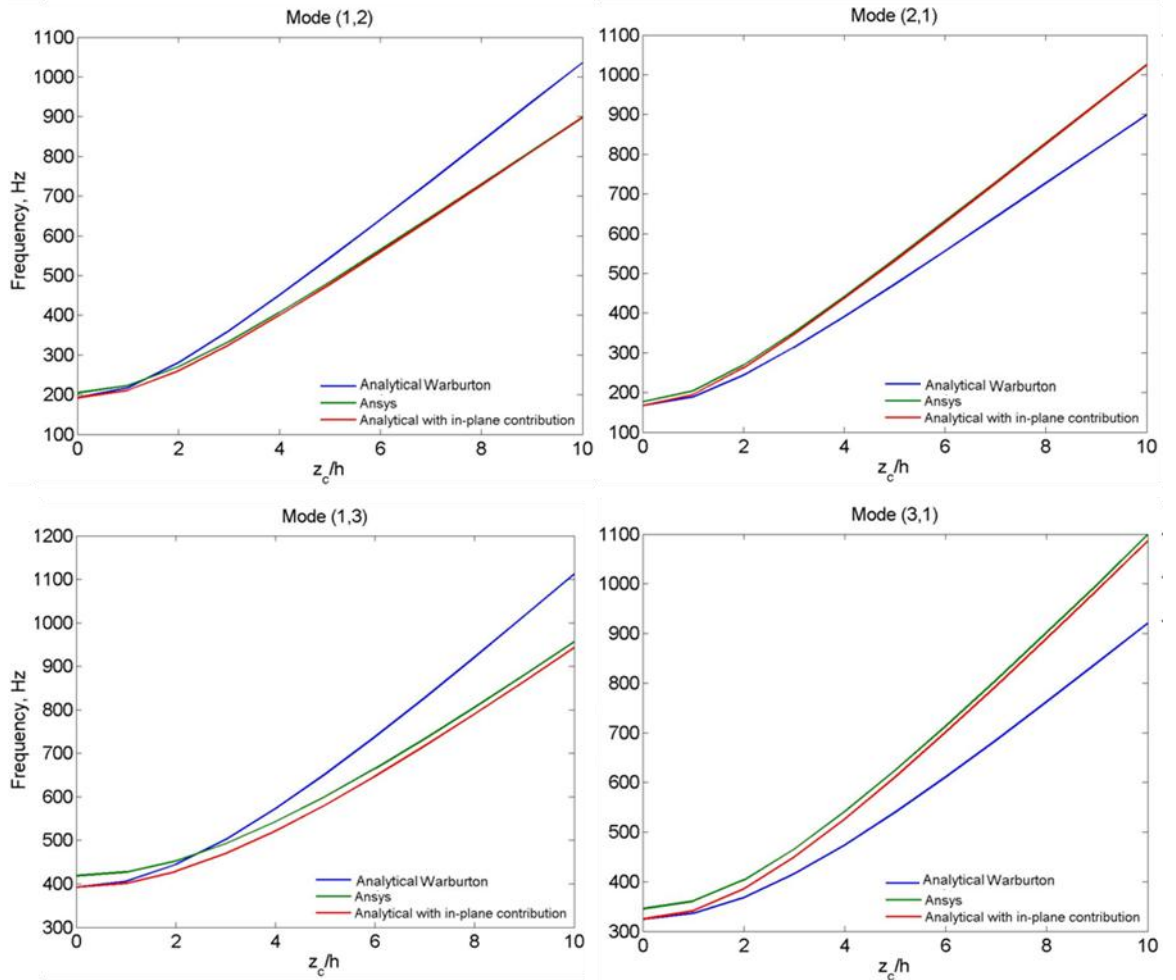 Mode (1,2)
1100
1000
900
800
700
600
500
400
300
200
100
Frequency, Hz
0 2 4 6 8 10
z_c/h
Analytical Warburton
Ansys
Analytical with in-plane contribution
Mode (2,1)
1100
1000
900
800
700
600
500
400
300
200
100
0 2 4 6 8 10
z_c/h
Analytical Warburton
Ansys
Analytical with in-plane contribution
Mode (1,3)
1200
1100
1000
900
800
700
600
500
400
300
Frequency, Hz
0 2 4 6 8 10
z_c/h
Analytical Warburton
Ansys
Analytical with in-plane contribution
Mode (3,1)
1100
1000
900
800
700
600
500
400
300
0 2 4 6 8 10
z_c/h
Analytical Warburton
Ansys
Analytical with in-plane contribution